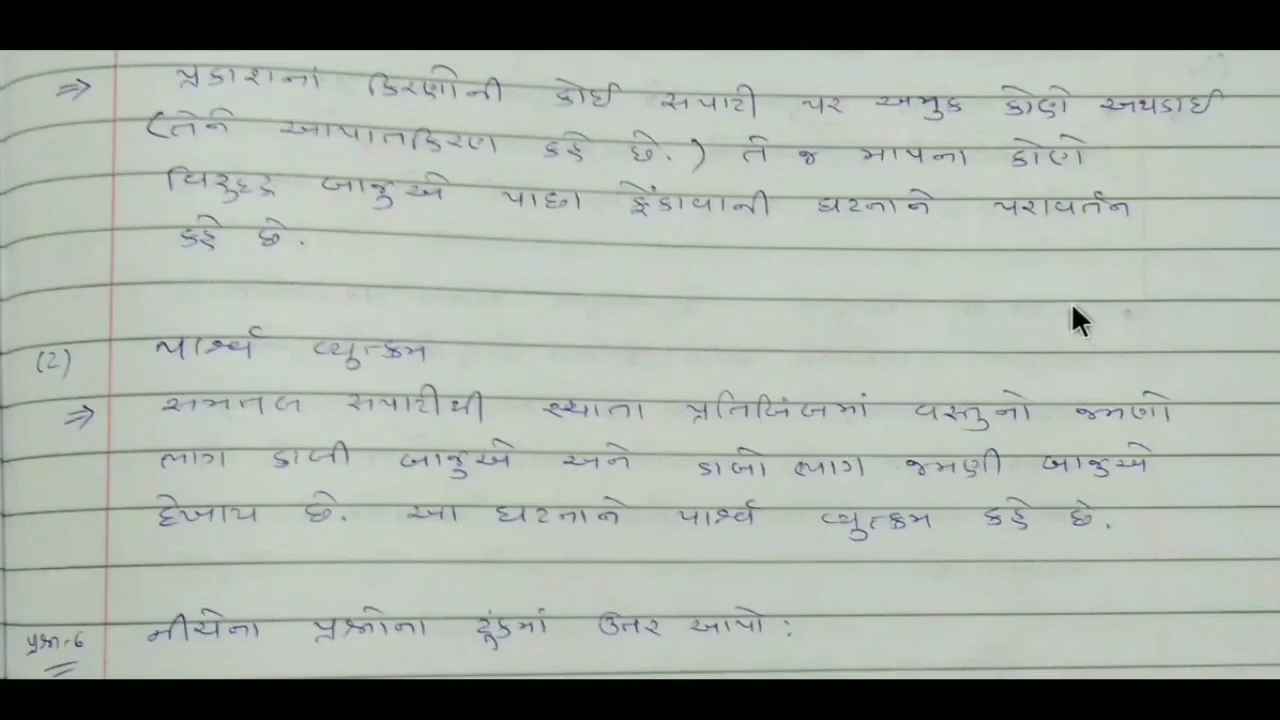 ⇒ પ્રકાશનાં કિરણોની કોઈ સપાટી પર અમુક કોણે અથડાઈ
(તેને આપાતકિરણ કહે છે.) તે જ માપના કોણે
વિરુદ્ધ બાજુએ પાછા ફેંકાવાની ઘટનાને પરાવર્તન
કહે છે.
(2) પાર્શ્વ વ્યુત્ક્રમ
⇒ સમતલ સપાટીથી રચાતા પ્રતિબિંબમાં વસ્તુનો જમણો
ભાગ ડાબી બાજુએ અને ડાબો ભાગ જમણી બાજુએ
દેખાય છે. આ ઘટનાને પાર્શ્વ વ્યુત્ક્રમ કહે છે.
પ્રશ્ન-6 નીચેના પ્રશ્નોના ટૂંકમાં ઉત્તર આપો :